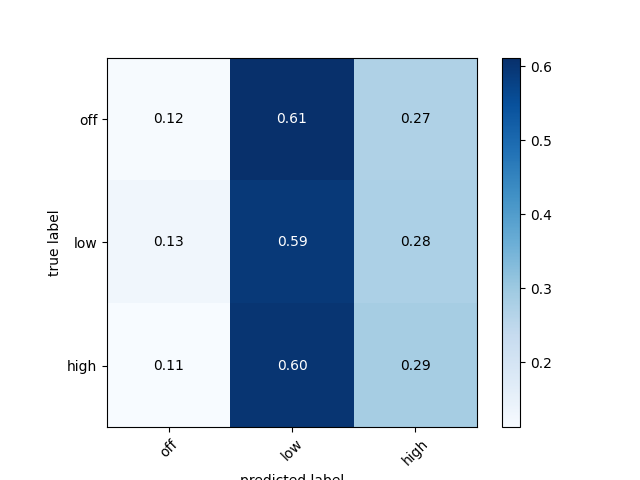 off 0.12 0.61 0.27
low 0.13 0.59 0.28
high 0.11 0.60 0.29
off low high
true label
predicted label
0.6
0.5
0.4
0.3
0.2